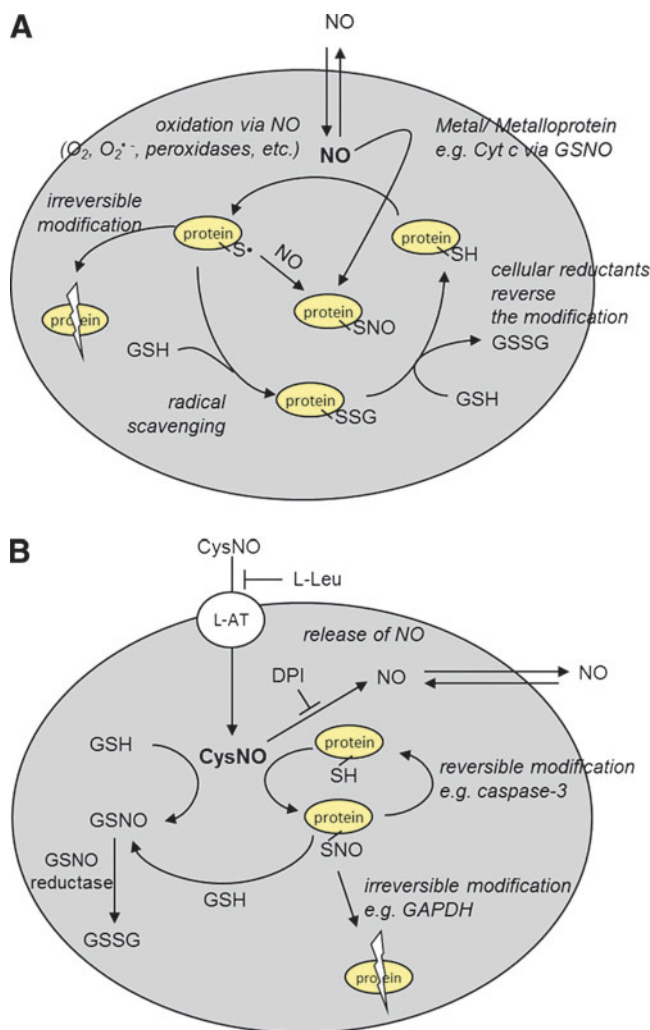 A
NO
oxidation via NO
(O2, O2•-, peroxidases, etc.)
NO
Metal/ Metalloprotein
e.g. Cyt c via GSNO
irreversible
modification
protein
S•
NO
protein
SH
protein
protein
SNO
cellular reductants
reverse
the modification
GSSG
GSH
protein
SSG
GSH
radical
scavenging
B
CysNO
L-Leu
L-AT
release of NO
DPI
NO
NO
GSH
CysNO
protein
SH
reversible modification
e.g. caspase-3
GSNO
protein
SNO
GSNO
reductase
GSH
irreversible modification
e.g. GAPDH
GSSG
protein